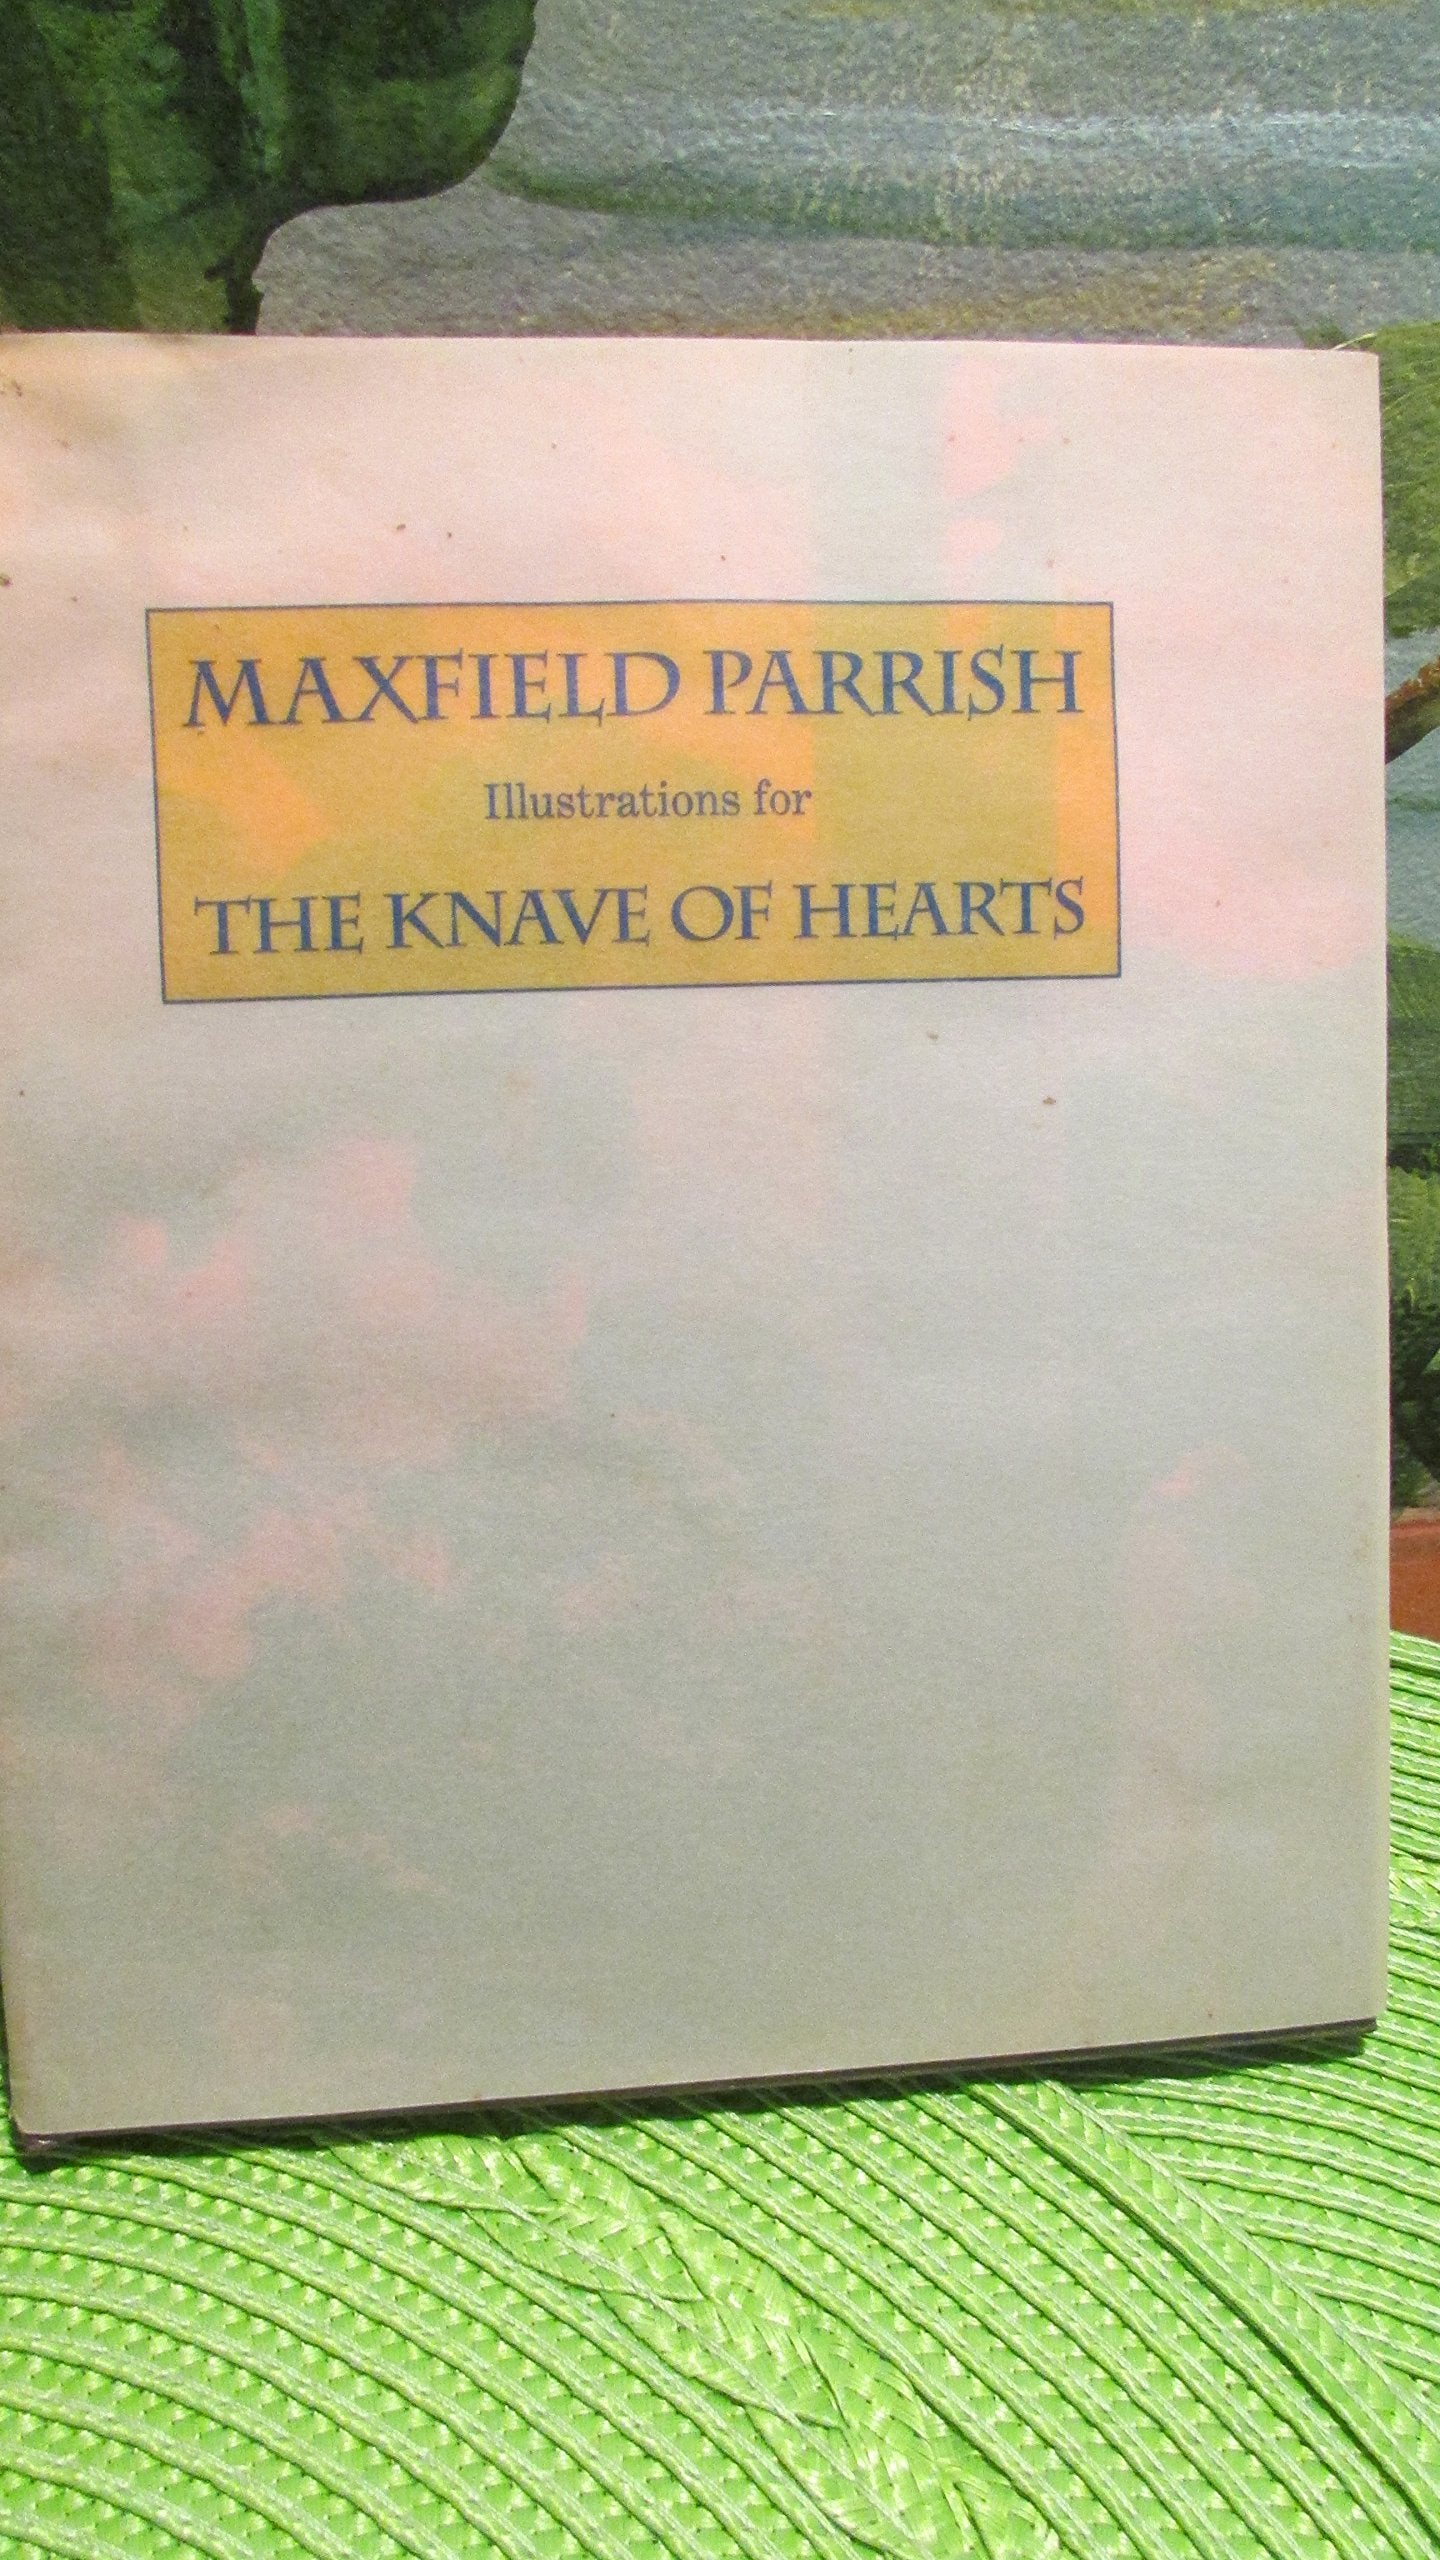 MAXFIELD PARRISH
Illustrations for
THE KNAVE OF HEARTS